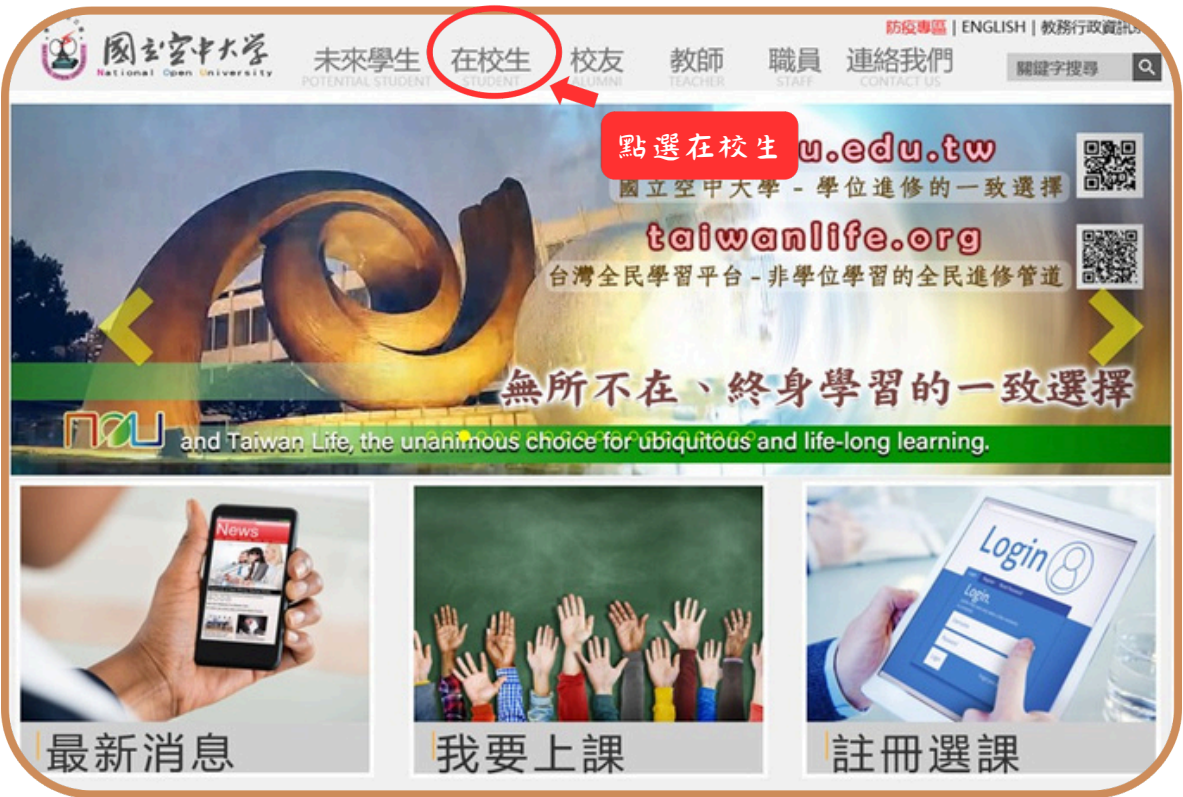 防疫專區 | ENGLISH | 教務行政資訊
國立空中大學
National Open University
未來學生 在校生 校友 教師 職員 連絡我們
POTENTIAL STUDENT STUDENT ALUMNI TEACHER STAFF CONTACT US
關鍵字搜尋
點選在校生
u.edu.tw
國立空中大學 - 學位進修的一致選擇
taiwanlife.org
台灣全民學習平台 - 非學位學習的全民進修管道
無所不在、終身學習的一致選擇
nou and Taiwan Life, the unanimous choice for ubiquitous and life-long learning.
News
Login
Login.
Username
Password
Login
最新消息 我要上課 註冊選課